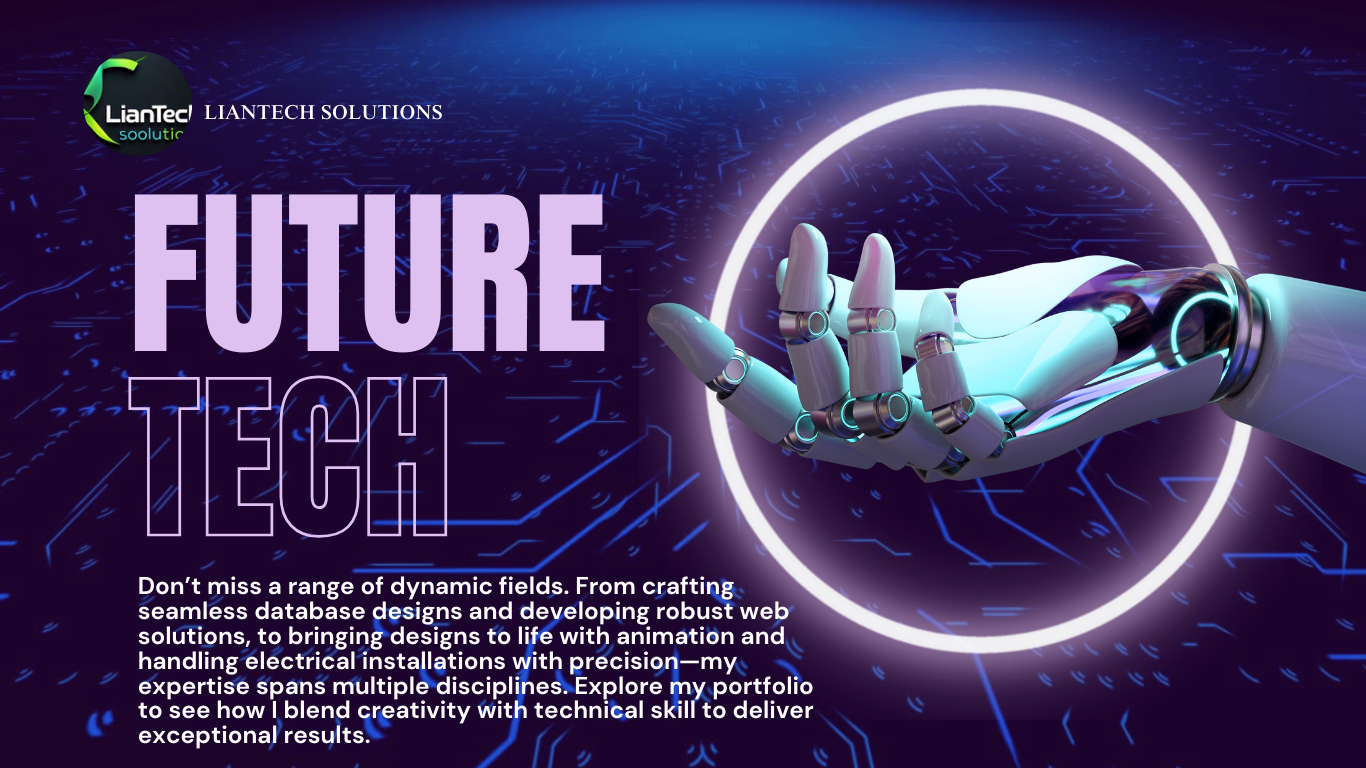 LianTecl
soolutic
LIANTECH SOLUTIONS
FUTURE
TECH
Don’t miss a range of dynamic fields. From crafting
seamless database designs and developing robust web
solutions, to bringing designs to life with animation and
handling electrical installations with precision—my
expertise spans multiple disciplines. Explore my portfolio
to see how I blend creativity with technical skill to deliver
exceptional results.